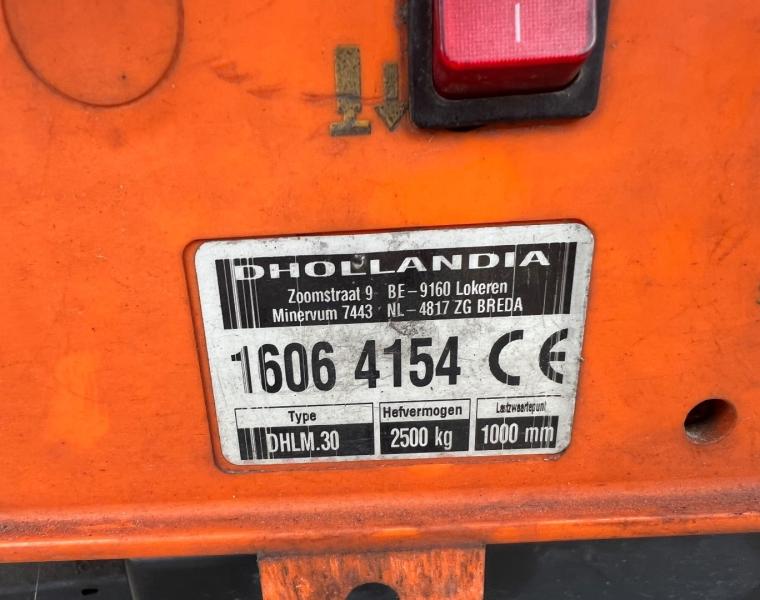 DHOLLANDIA
Zoomstraat 9 BE-9160 Lokeren
Minervum 7443 NL-4817 ZG BREDA
1606 4154 CE
Type Hefvermogen
DHLM.30 2500 kg 1000 mm